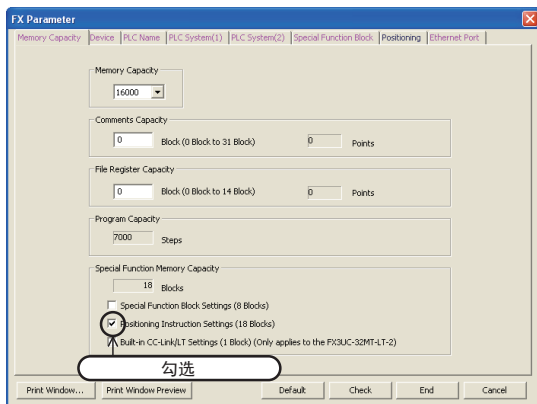 FX Parameter
Memory Capacity Device PLC Name PLC System(1) PLC System(2) Special Function Block Positioning Ethernet Port
Memory Capacity
16000
Comments Capacity
0 Block (0 Block to 31 Block) 0 Points
File Register Capacity
0 Block (0 Block to 14 Block) 0 Points
Program Capacity
7000 Steps
Special Function Memory Capacity
18 Blocks
Special Function Block Settings (8 Blocks)
Positioning Instruction Settings (18 Blocks)
Built-in CC-Link/LT Settings (1 Block) (Only applies to the FX3UC-32MT-LT-2)
勾选
Print Window... Print Window Preview Default Check End Cancel